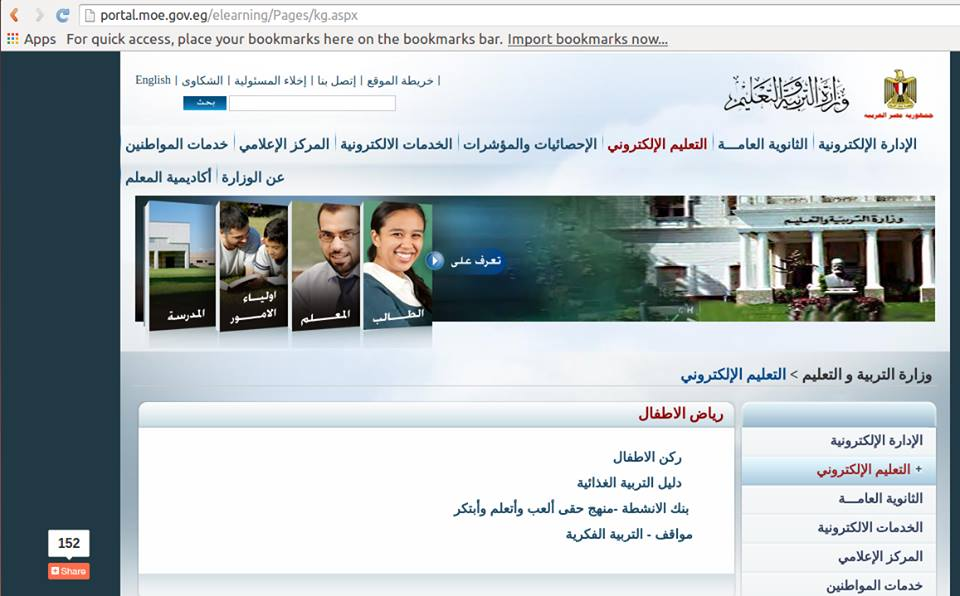 portal.moe.gov.eg/elearning/Pages/kg.aspx
Apps For quick access, place your bookmarks here on the bookmarks bar. Import bookmarks now...
| خريطة الموقع | إتصل بنا | إخلاء المسئولية | الشكاوى | English
بحث
وزارة التربية والتعليم
جمهورية مصر العربية
الإدارة الإلكترونية الثانوية العامـــة التعليم الإلكتروني الإحصائيات والمؤشرات الخدمات الالكترونية المركز الإعلامي خدمات المواطنين
عن الوزارة أكاديمية المعلم
وزارة التربية والتعليم
تعرف على
الطـــالب
المعـــلم
اولياء الامـــور
المدرسة
وزارة التربية و التعليم > التعليم الإلكتروني
رياض الاطفال
ركن الاطفال
دليل التربية الغذائية
بنك الانشطة -منهج حقى ألعب وأتعلم وأبتكر
مواقف - التربية الفكرية
الإدارة الإلكترونية
+ التعليم الإلكتروني
الثانوية العامـــة
الخدمات الالكترونية
المركز الإعلامي
خدمات المواطنين
152
Share